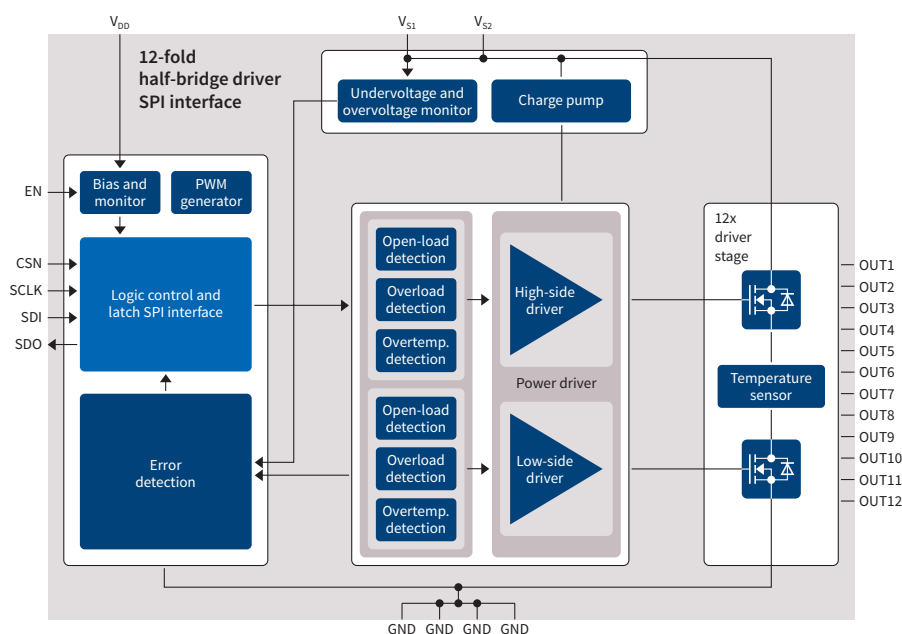 V_DD
V_S1
V_S2
12-fold
half-bridge driver
SPI interface
Undervoltage and
overvoltage monitor
Charge pump
EN
Bias and
monitor
PWM
generator
CSN
SCLK
SDI
SDO
Logic control and
latch SPI interface
Error
detection
Open-load
detection
Overload
detection
Overtemp.
detection
High-side
driver
Power driver
Open-load
detection
Overload
detection
Overtemp.
detection
Low-side
driver
12x
driver
stage
Temperature
sensor
OUT1
OUT2
OUT3
OUT4
OUT5
OUT6
OUT7
OUT8
OUT9
OUT10
OUT11
OUT12
GND GND GND GND